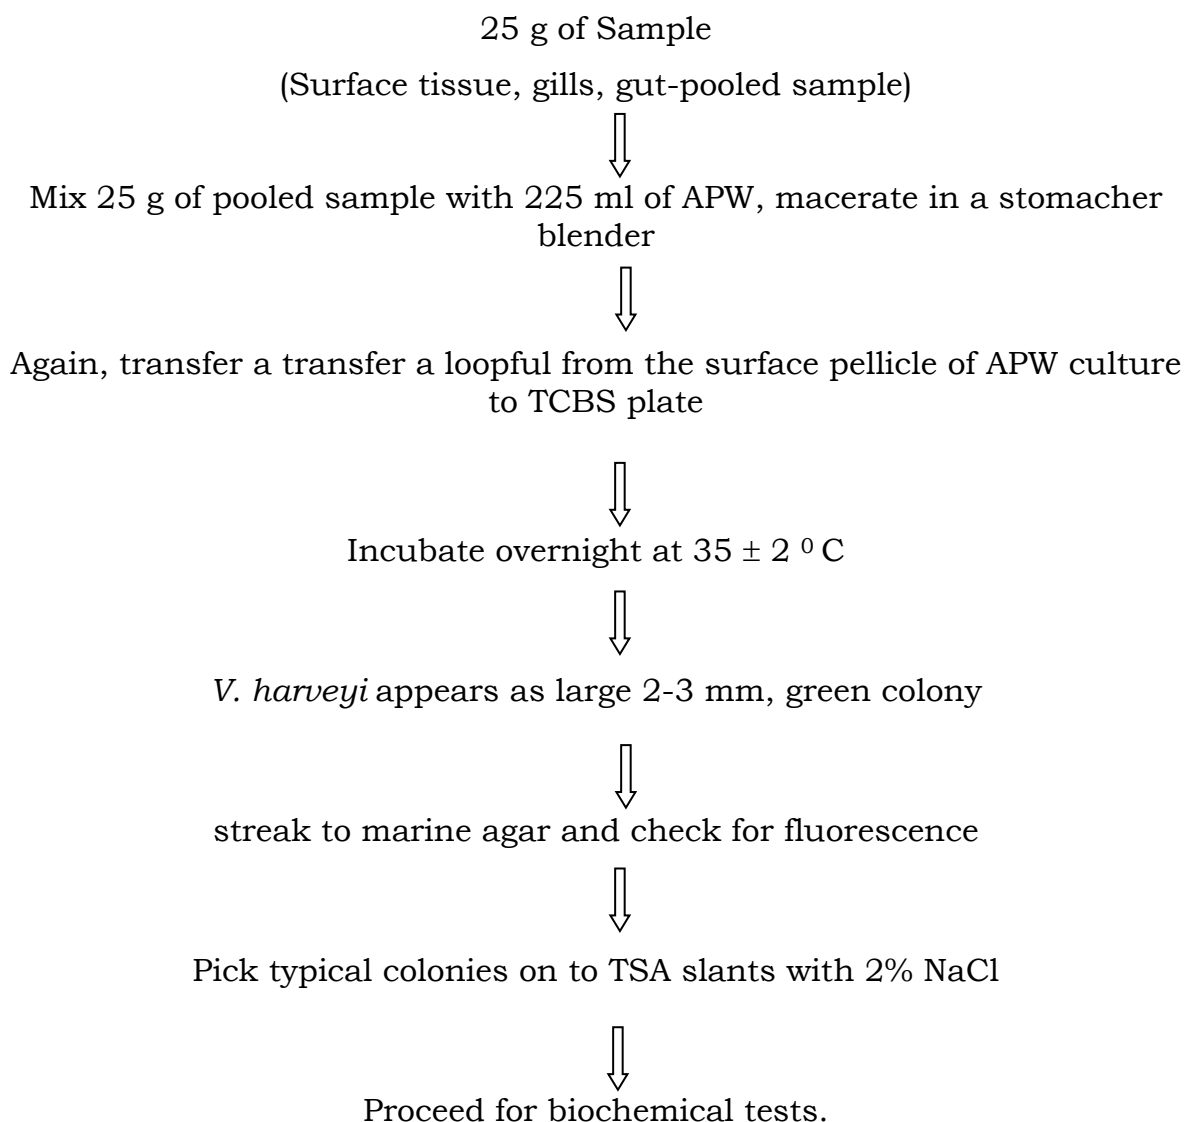 25 g of Sample
(Surface tissue, gills, gut-pooled sample)
Mix 25 g of pooled sample with 225 ml of APW, macerate in a stomacher
blender
Again, transfer a transfer a loopful from the surface pellicle of APW culture
to TCBS plate
Incubate overnight at 35 ± 2 ⁰ C
V. harveyi appears as large 2-3 mm, green colony
streak to marine agar and check for fluorescence
Pick typical colonies on to TSA slants with 2% NaCl
Proceed for biochemical tests.